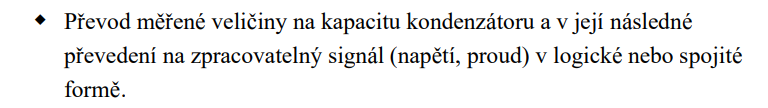 ◆ Převod měřené veličiny na kapacitu kondenzátoru a v její následné
převedení na zpracovatelný signál (napětí, proud) v logické nebo spojité
formě.